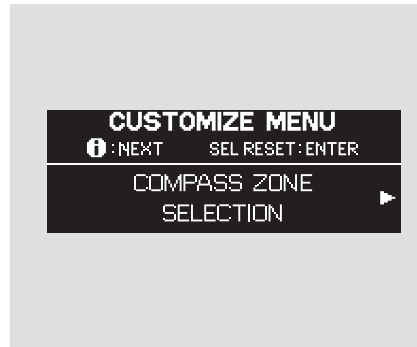 CUSTOMIZE MENU
i:NEXT SEL RESET:ENTER
COMPASS ZONE
SELECTION